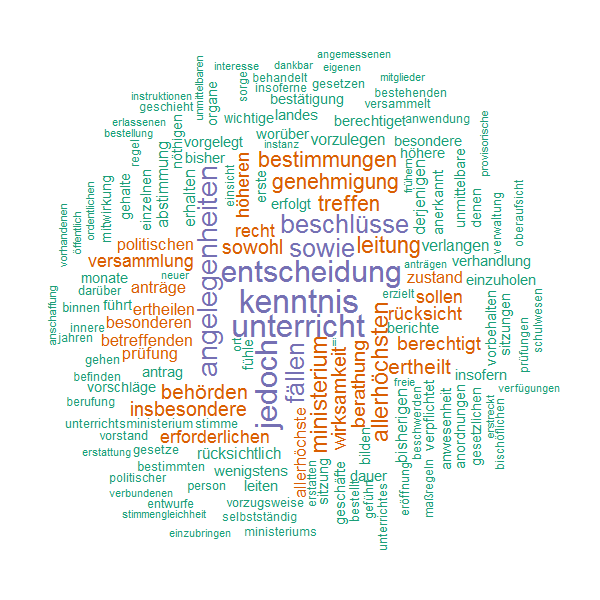 angemessenen
interesse
dankbar
eigenen
mitglieder
instruktionen
unmittelbaren
sorge
behandelt
insoferne
gesetzen
bestehenden
geschieht
organe
bestätigung
versammelt
erlassenen
wichtige
landes
berechtiget
anwendung
provisorische
bestellung
regel
nöthigen
vorgelegt
worüber
vorzulegen
besondere
abstimmung
bisher
instanz
höhere
einsicht
erste
bestimmungen
genehmigung
treffen
frühern
derjenigen
anerkannt
unmittelbare
denen
verwaltung
oberaufsicht
vorhandenen
öffentlich
ordentlichen
mitwirkung
gehalte
einzelnen
erhalten
angelegenheiten
höheren
erfolgt
beschlüsse
recht
politischen
sowohl
sowie
leitung
verlangen
versammlung
entscheidung
anträgen
verhandlung
monate
neuer
zustand
einzuholen
darüber
anträge
kenntnis
erzielt
sollen
anschaffung
binnen
führt
ertheilen
rücksicht
vorbehalten
sitzungen
prüfungen
schulwesen
innere
besonderen
unterricht
berichte
jahren
betreffenden
ort
fühle
berechtigt
gehen
prüfung
jedoch
fällen
ministerium
wirksamkeit
berathung
allerhöchsten
ertheilt
befinden
antrag
insofern
vorschläge
behörden
freie
verfügungen
berufung
insbesondere
allerhöchste
bisherigen
beschwerden
verpflichtet
anwesenheit
anordnungen
gesetzlichen
erstreckt
bischöflichen
unterrichtsministerium
stimme
vorstand
erforderlichen
erstattung
gesetze
rücksichtlich
bilden
bestimmten
wenigstens
erstatten
sitzung
geschäfte
dauer
politischer
person
leiten
bestellt
geführt
eröffnung
maßregeln
verbundenen
entwurfe
vorzugsweise
unterrichtes
stimmengleichheit
selbstständig
einzubringen
ministeriums